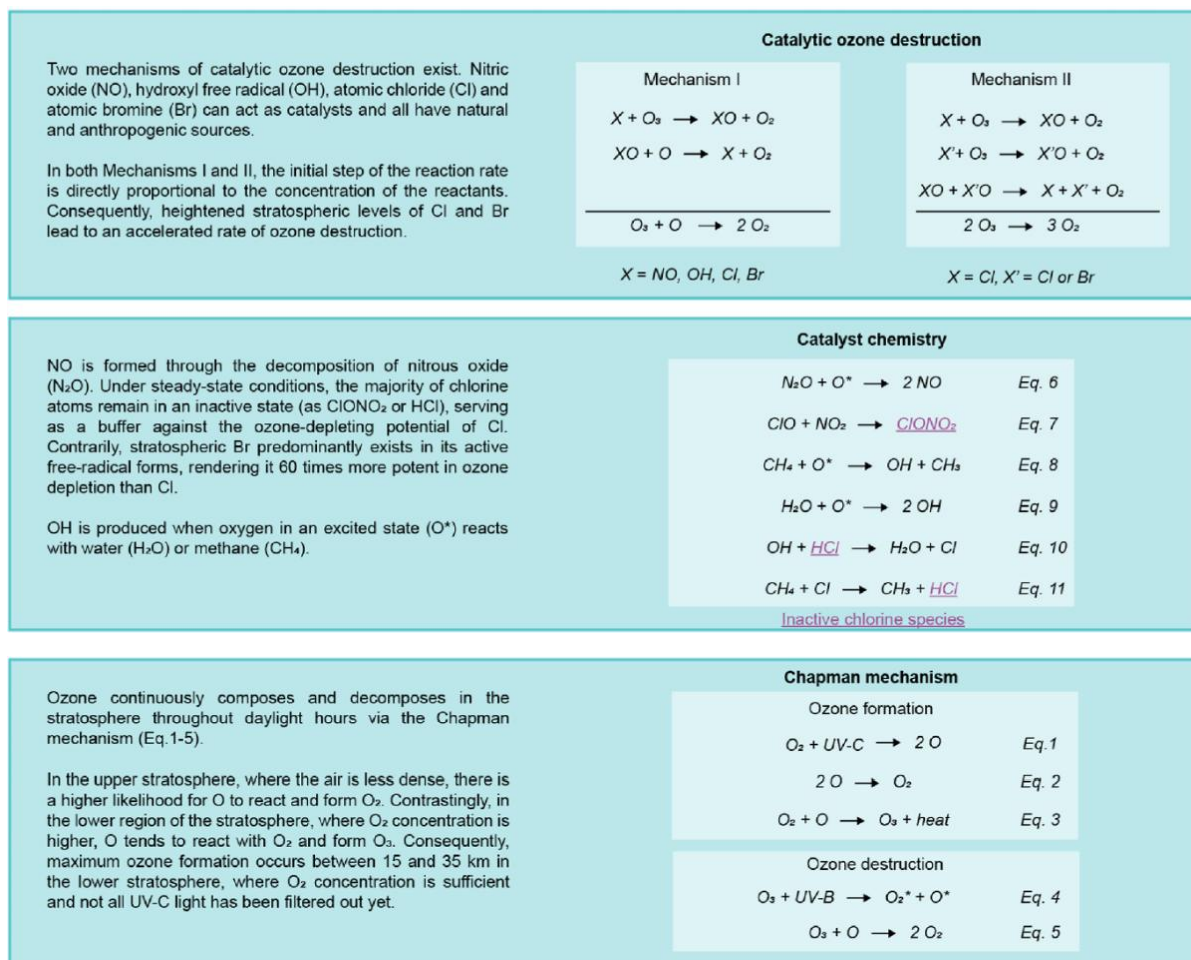 Two mechanisms of catalytic ozone destruction exist. Nitric
oxide (NO), hydroxyl free radical (OH), atomic chloride (Cl) and
atomic bromine (Br) can act as catalysts and all have natural
and anthropogenic sources.
In both Mechanisms I and II, the initial step of the reaction rate
is directly proportional to the concentration of the reactants.
Consequently, heightened stratospheric levels of Cl and Br
lead to an accelerated rate of ozone destruction.
Catalytic ozone destruction
Mechanism I
X + O₃ → XO + O₂
XO + O → X + O₂
O₃ + O → 2 O₂
X = NO, OH, Cl, Br
Mechanism II
X + O₃ → XO + O₂
X'+ O₃ → X'O + O₂
XO + X'O → X + X' + O₂
2 O₃ → 3 O₂
X = Cl, X' = Cl or Br
NO is formed through the decomposition of nitrous oxide
(N₂O). Under steady-state conditions, the majority of chlorine
atoms remain in an inactive state (as ClONO₂ or HCl), serving
as a buffer against the ozone-depleting potential of Cl.
Contrarily, stratospheric Br predominantly exists in its active
free-radical forms, rendering it 60 times more potent in ozone
depletion than Cl.
OH is produced when oxygen in an excited state (O*) reacts
with water (H₂O) or methane (CH₄).
Catalyst chemistry
N₂O + O* → 2 NO Eq. 6
ClO + NO₂ → ClONO₂ Eq. 7
CH₄ + O* → OH + CH₃ Eq. 8
H₂O + O* → 2 OH Eq. 9
OH + HCl → H₂O + Cl Eq. 10
CH₄ + Cl → CH₃ + HCl Eq. 11
Inactive chlorine species
Ozone continuously composes and decomposes in the
stratosphere throughout daylight hours via the Chapman
mechanism (Eq.1-5).
In the upper stratosphere, where the air is less dense, there is
a higher likelihood for O to react and form O₂. Contrastingly, in
the lower region of the stratosphere, where O₂ concentration is
higher, O tends to react with O₂ and form O₃. Consequently,
maximum ozone formation occurs between 15 and 35 km in
the lower stratosphere, where O₂ concentration is sufficient
and not all UV-C light has been filtered out yet.
Chapman mechanism
Ozone formation
O₂ + UV-C → 2 O Eq.1
2 O → O₂ Eq. 2
O₂ + O → O₃ + heat Eq. 3
Ozone destruction
O₃ + UV-B → O₂* + O* Eq. 4
O₃ + O → 2 O₂ Eq. 5